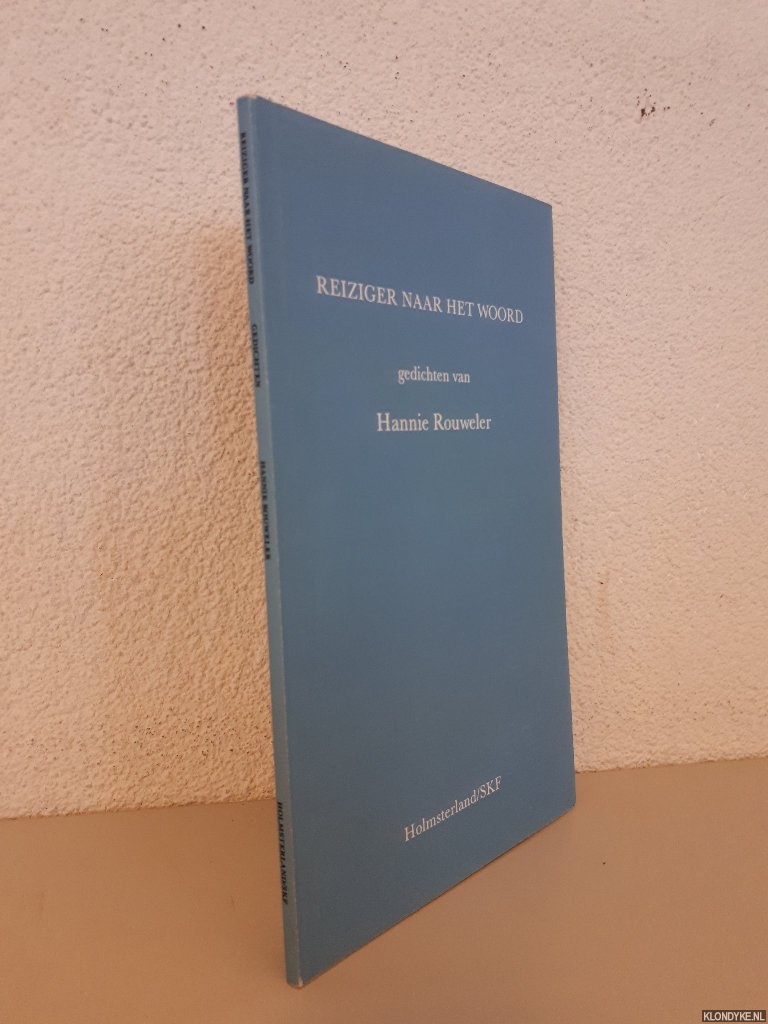 REIZIGER NAAR HET WOORD
gedichten van
Hannie Rouweler
Holmsterland/SKF
REIZIGER NAAR HET WOORD GEDICHTEN HANNIE ROUWELER HOLMSTERLAND/SKF
KLONDYKE.NL